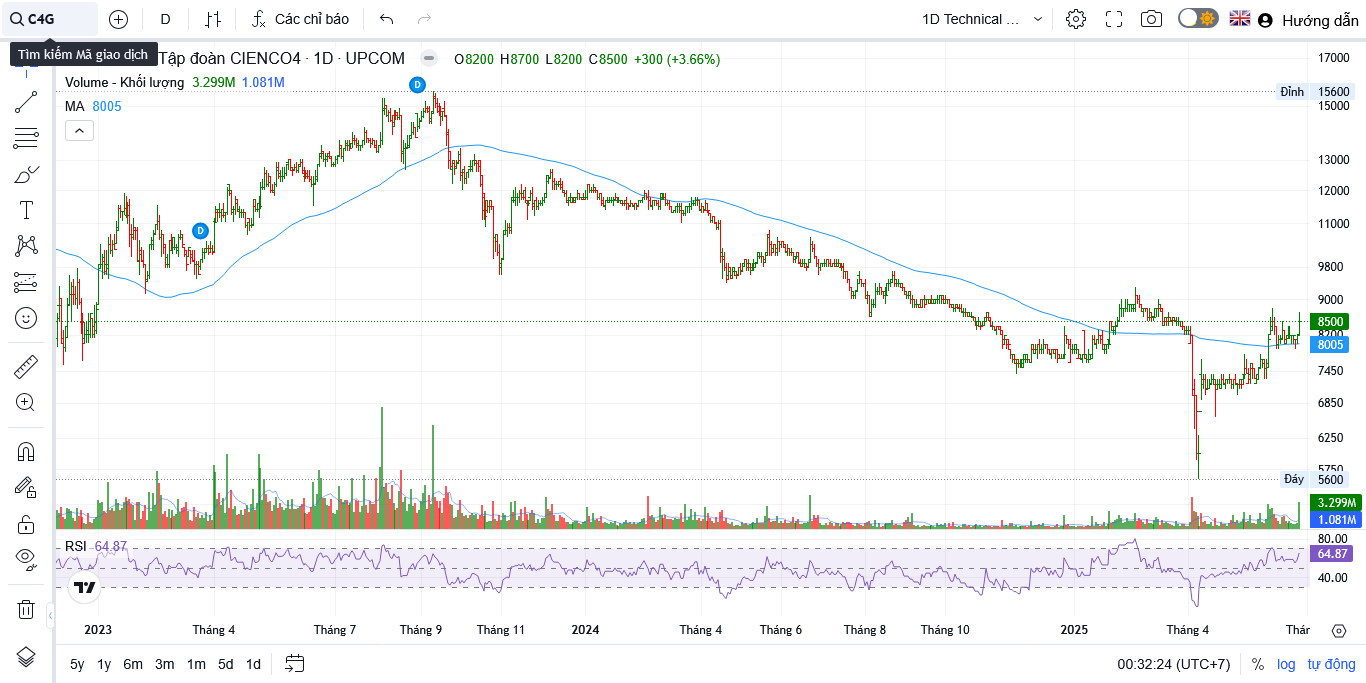 C4G
D
Các chỉ báo
1D Technical ...
Hướng dẫn
Tìm kiếm Mã giao dịch
Tập đoàn CIENCO4 · 1D · UPCOM
O8200 H8700 L8200 C8500 +300 (+3.66%)
Volume - Khối lượng 3.299M 1.081M
MA 8005
D
D
17000
Đỉnh 15600
15000
13000
12000
11000
9800
9000
8500
8200
8005
7450
6850
6250
5750
Đáy 5600
3.299M
1.081M
RSI 64.87
80.00
64.87
40.00
2023 Tháng 4 Tháng 7 Tháng 9 Tháng 11 2024 Tháng 4 Tháng 6 Tháng 8 Tháng 10 2025 Tháng 4 Thár
5y 1y 6m 3m 1m 5d 1d
00:32:24 (UTC+7) % log tự động